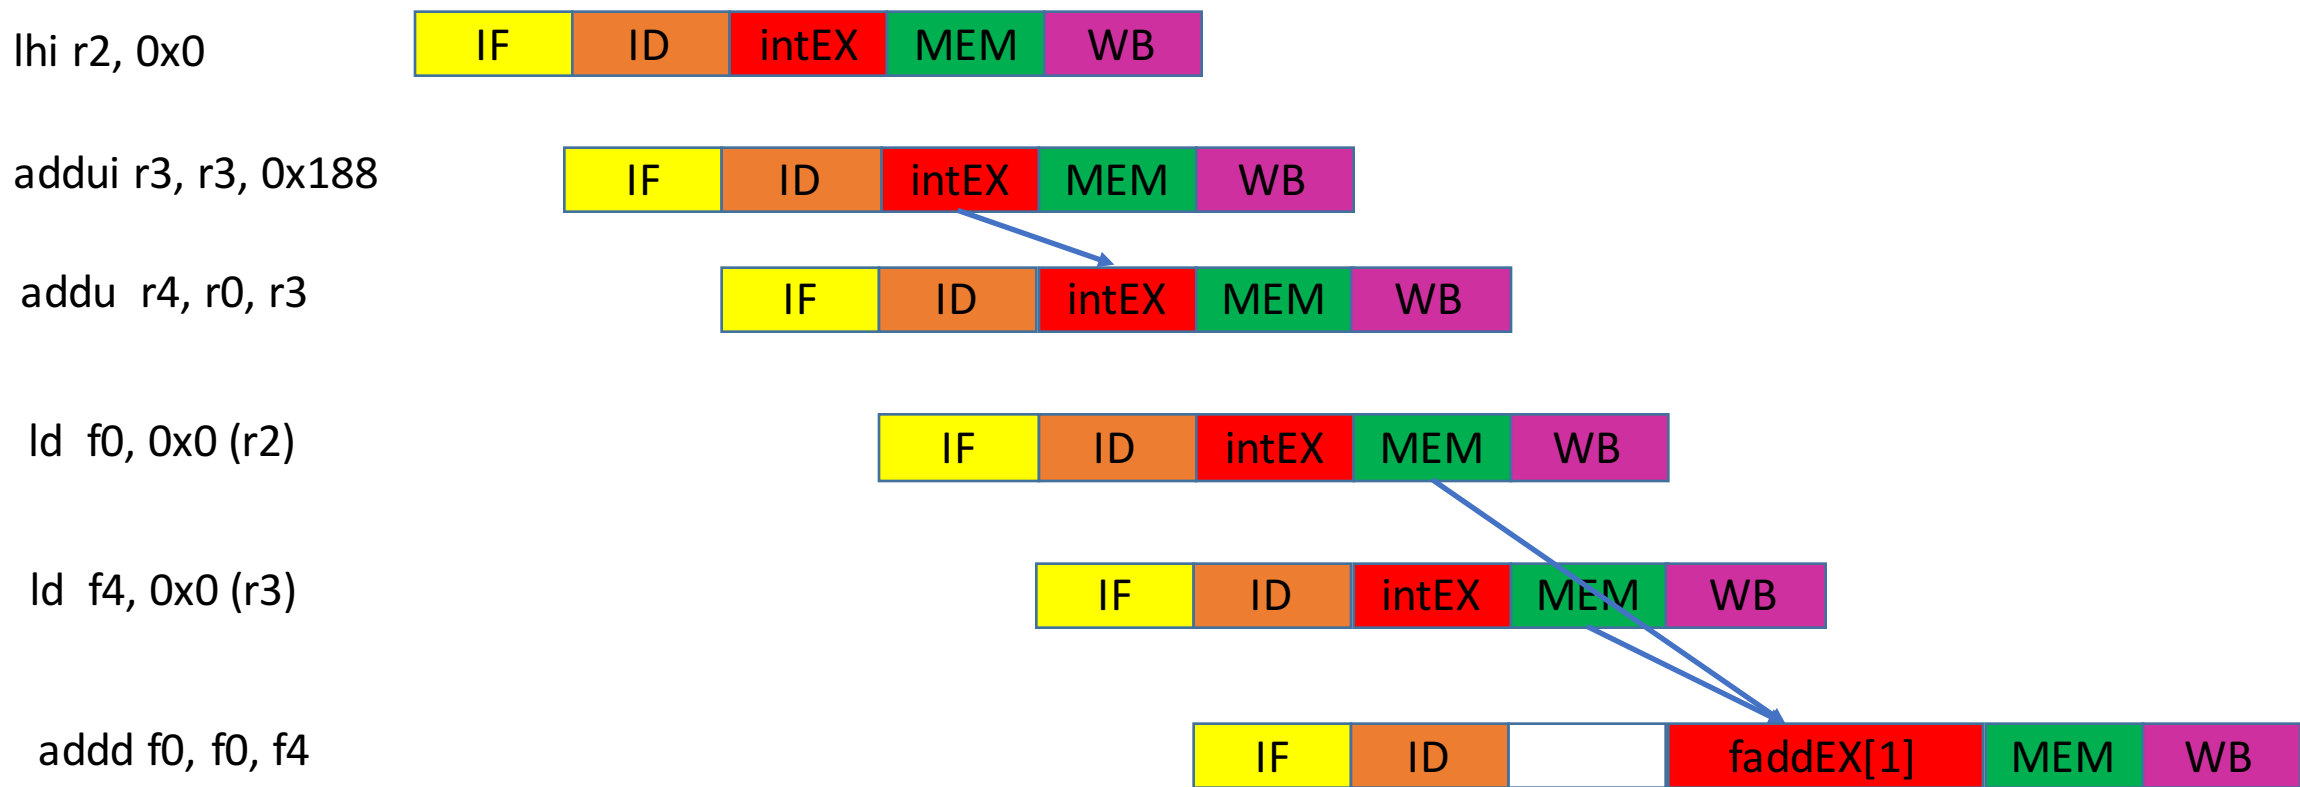 lhi r2, 0x0 IF ID intEX MEM WB
addui r3, r3, 0x188 IF ID intEX MEM WB
addu r4, r0, r3 IF ID intEX MEM WB
ld f0, 0x0 (r2) IF ID intEX MEM WB
ld f4, 0x0 (r3) IF ID intEX MEM WB
addd f0, f0, f4 IF ID faddEX[1] MEM WB